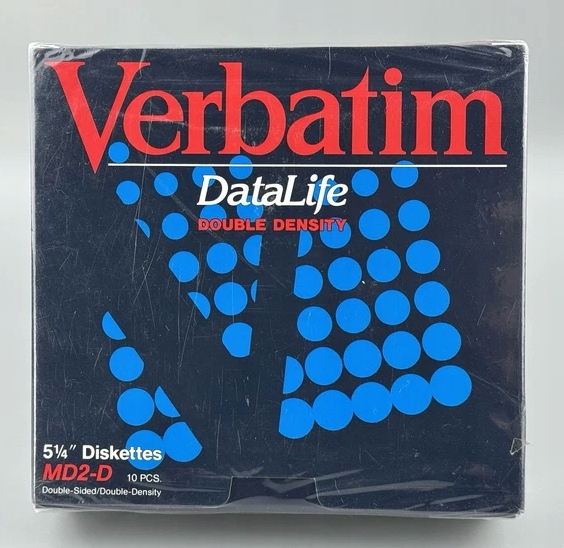 Verbatim
DataLife
DOUBLE DENSITY
5¼" Diskettes
MD2-D 10 PCS.
Double-Sided/Double-Density